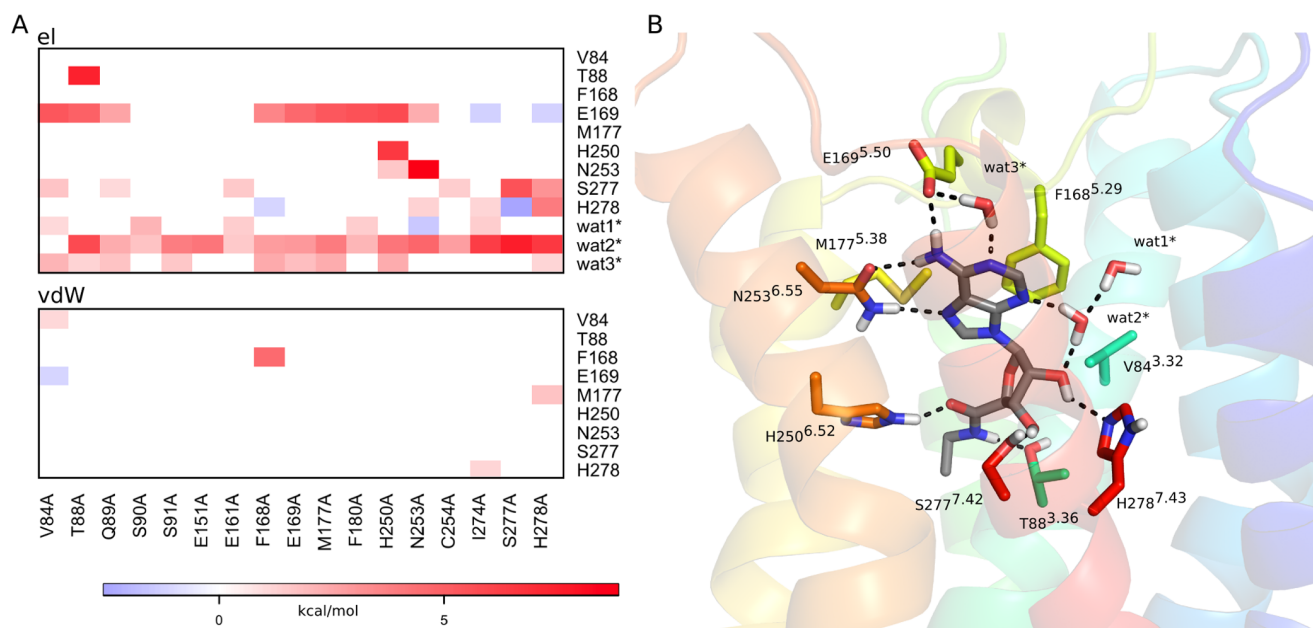 A
el
V84
T88
F168
E169
M177
H250
N253
S277
H278
wat1*
wat2*
wat3*
vdW
V84
T88
F168
E169
M177
H250
N253
S277
H278
V84A
T88A
Q89A
S90A
S91A
E151A
E161A
F168A
E169A
M177A
F180A
H250A
N253A
C254A
I274A
S277A
H278A
0
kcal/mol
5
B
E169^5.50
wat3*
F168^5.29
M177^5.38
wat1*
N253^6.55
wat2*
V84^3.32
H250^6.52
S277^7.42
T88^3.36
H278^7.43